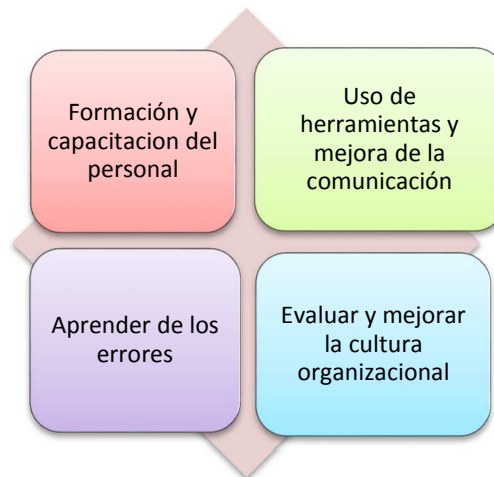 Formación y
capacitacion del
personal
Uso de
herramientas y
mejora de la
comunicación
Aprender de los
errores
Evaluar y mejorar
la cultura
organizacional